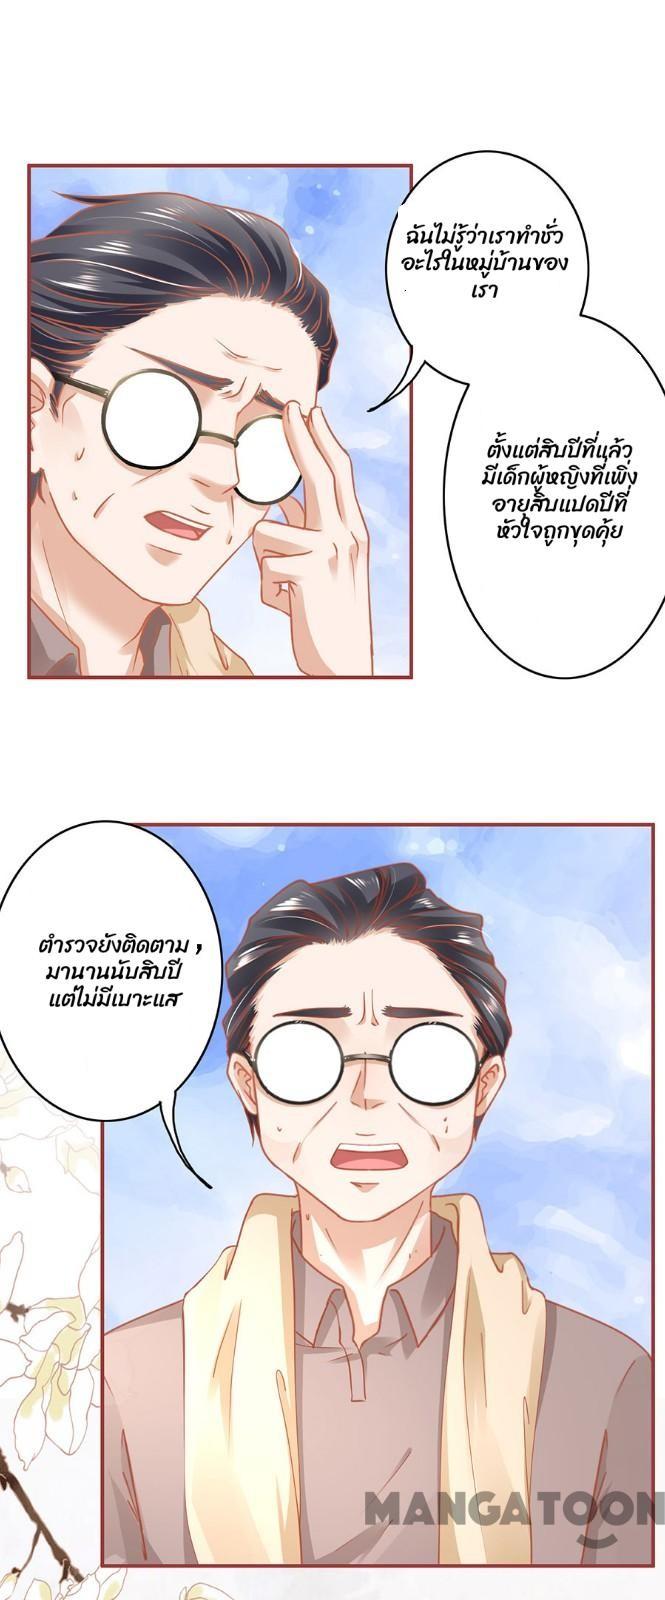 ฉันไม่รู้ว่าเราทำชั่ว
อะไรในหมู่บ้านของ
เรา
ตั้งแต่สิบปีที่แล้ว
มีเด็กผู้หญิงที่เพิ่ง
อายุสิบแปดปีที่
หัวใจถูกขุดคุ้ย
ตำรวจยังติดตาม ,
มานานนับสิบปี
แต่ไม่มีเบาะแส
MANGATOON